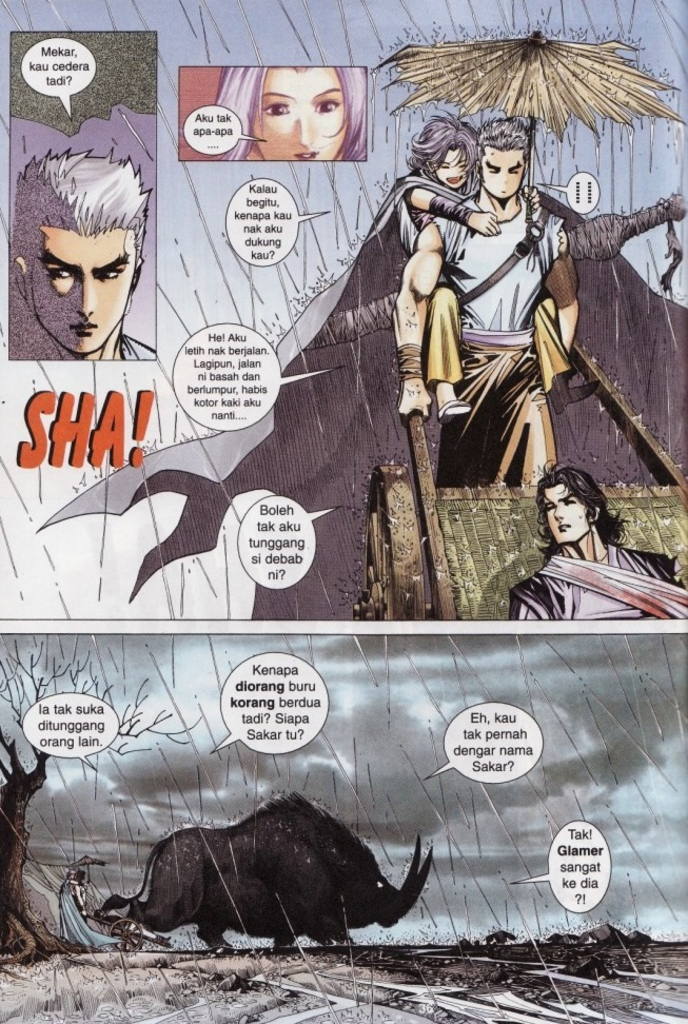 Mekar,
kau cedera
tadi?
Aku tak
apa-apa
....
Kalau
begitu,
kenapa kau
nak aku
dukung
kau?
!!!
He! Aku
letih nak berjalan.
Lagipun, jalan
ni basah dan
berlumpur, habis
kotor kaki aku
nanti....
SHA!
Boleh
tak aku
tunggang
si debab
ni?
Ia tak suka
ditunggang
orang lain.
Kenapa
diorang buru
korang berdua
tadi? Siapa
Sakar tu?
Eh, kau
tak pernah
dengar nama
Sakar?
Tak!
Glamer
sangat
ke dia
?!
36